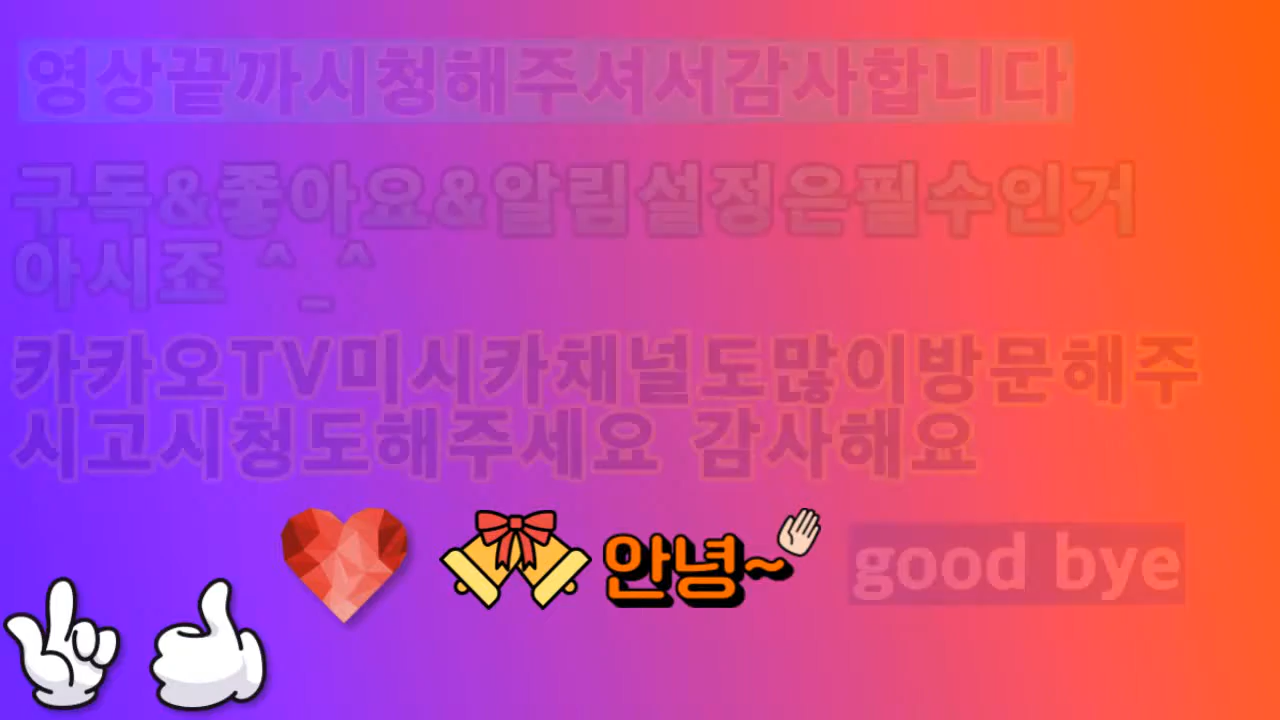 영상끝까시청해주셔서감사합니다
구독&좋아요&알림설정은필수인거
아시죠 ^_^
카카오TV미시카채널도많이방문해주
시고시청도해주세요 감사해요
안녕~
good bye